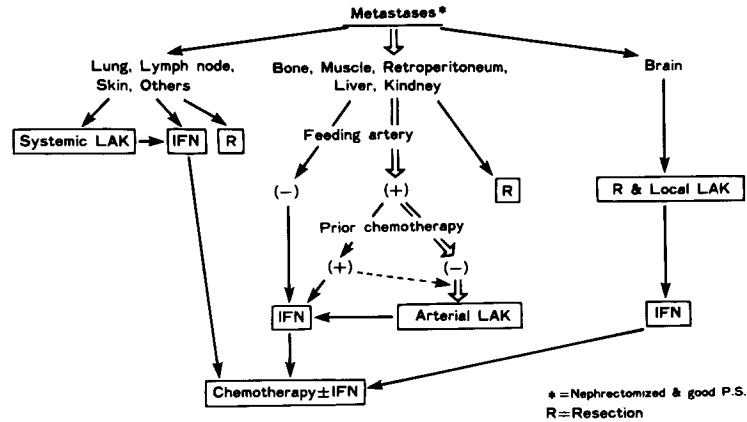 Metastases*
Lung, Lymph node,
Skin, Others
Bone, Muscle, Retroperitoneum,
Liver, Kindney
Brain
Systemic LAK
IFN
R
Feeding artery
(−)
(+)
R
R & Local LAK
Prior chemotherapy
(+)
(−)
IFN
Arterial LAK
IFN
Chemotherapy±IFN
*=Nephrectomized & good P.S.
R=Resection